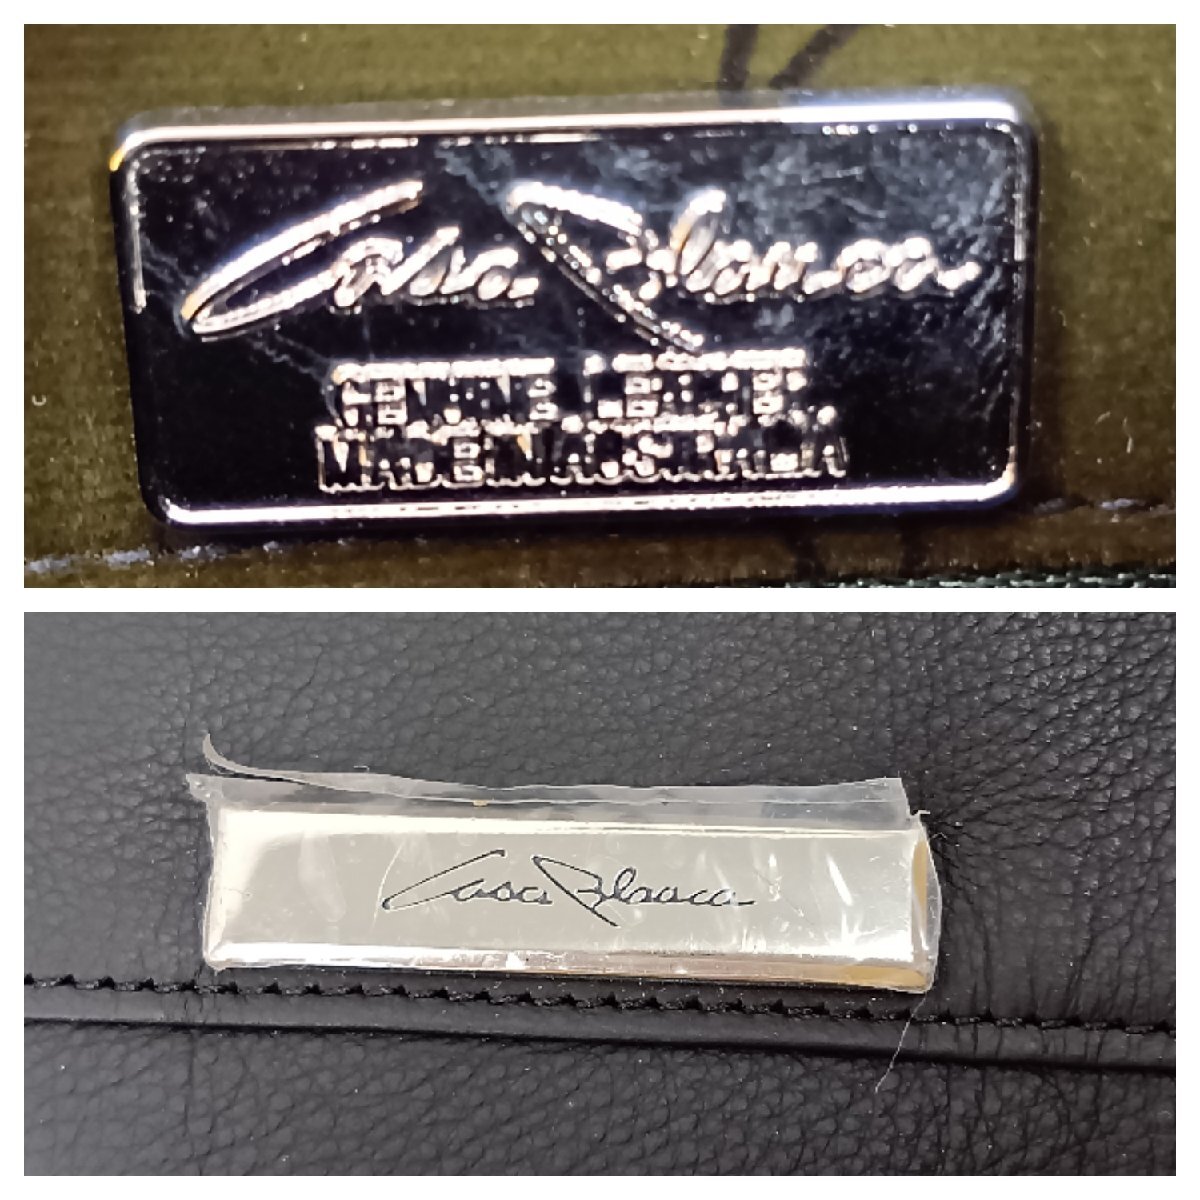 Casa Blanca
GENUINE LEATHER
MADE IN AUSTRALIA
Casa Blanca